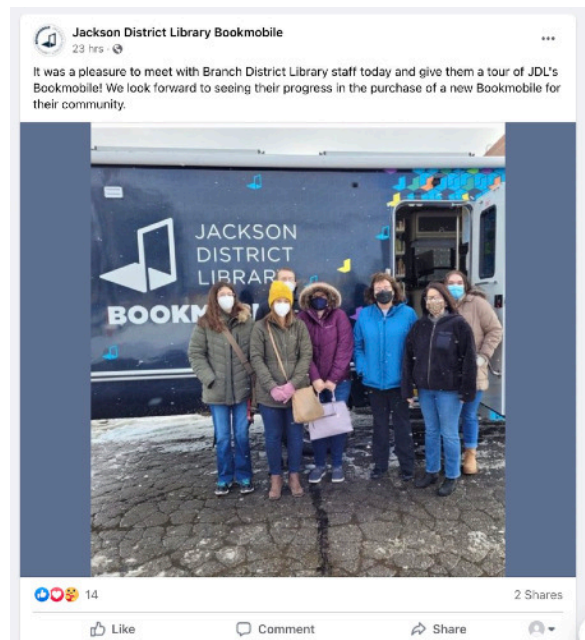 Jackson District Library Bookmobile
23 hrs ·
...
It was a pleasure to meet with Branch District Library staff today and give them a tour of JDL's
Bookmobile! We look forward to seeing their progress in the purchase of a new Bookmobile for
their community.
JACKSON
DISTRICT
LIBRARY
BOOKM
14
2 Shares
Like
Comment
Share